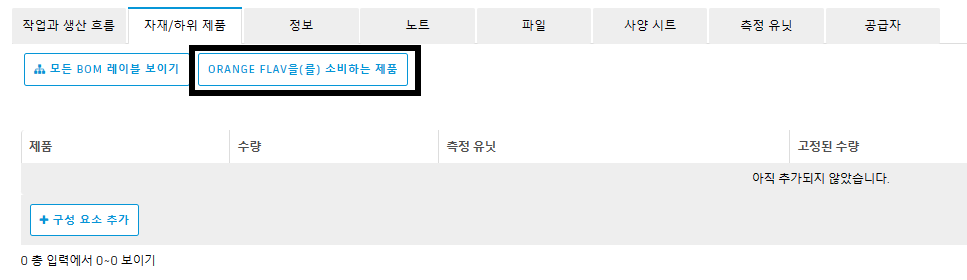 작업과 생산 흐름 자재/하위 제품 정보 노트 파일 사양 시트 측정 유닛 공급자
모든 BOM 레이블 보이기 ORANGE FLAV을(를) 소비하는 제품
제품 수량 측정 유닛 고정된 수량
아직 추가되지 않았습니다.
+ 구성 요소 추가
0 총 입력에서 0~0 보이기